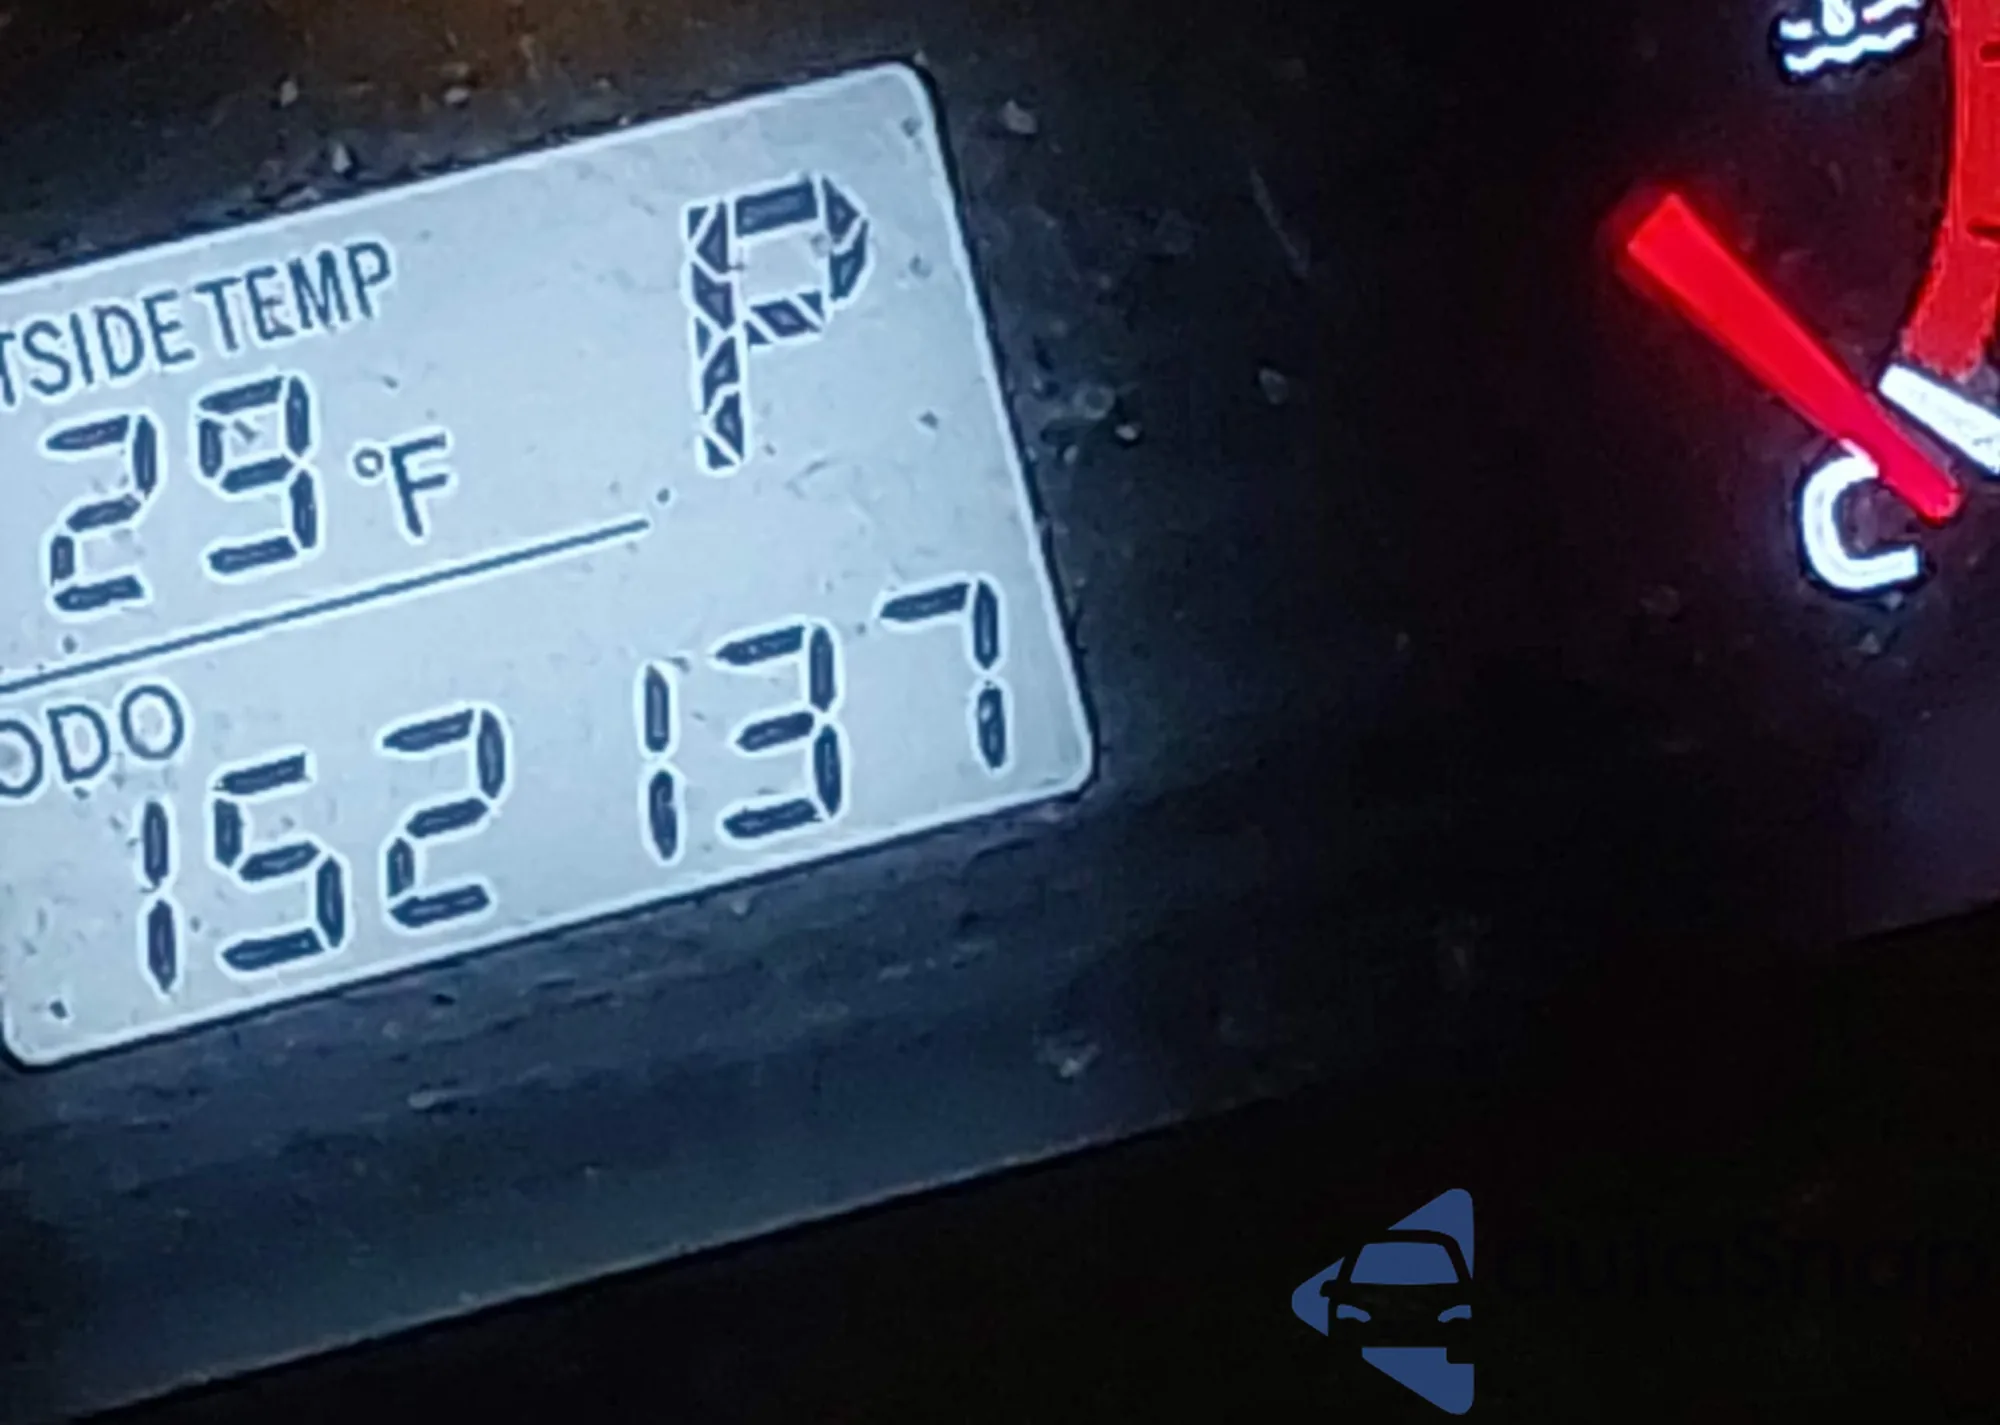 TSIDE TEMP
29°F
P
ODO
152137
C